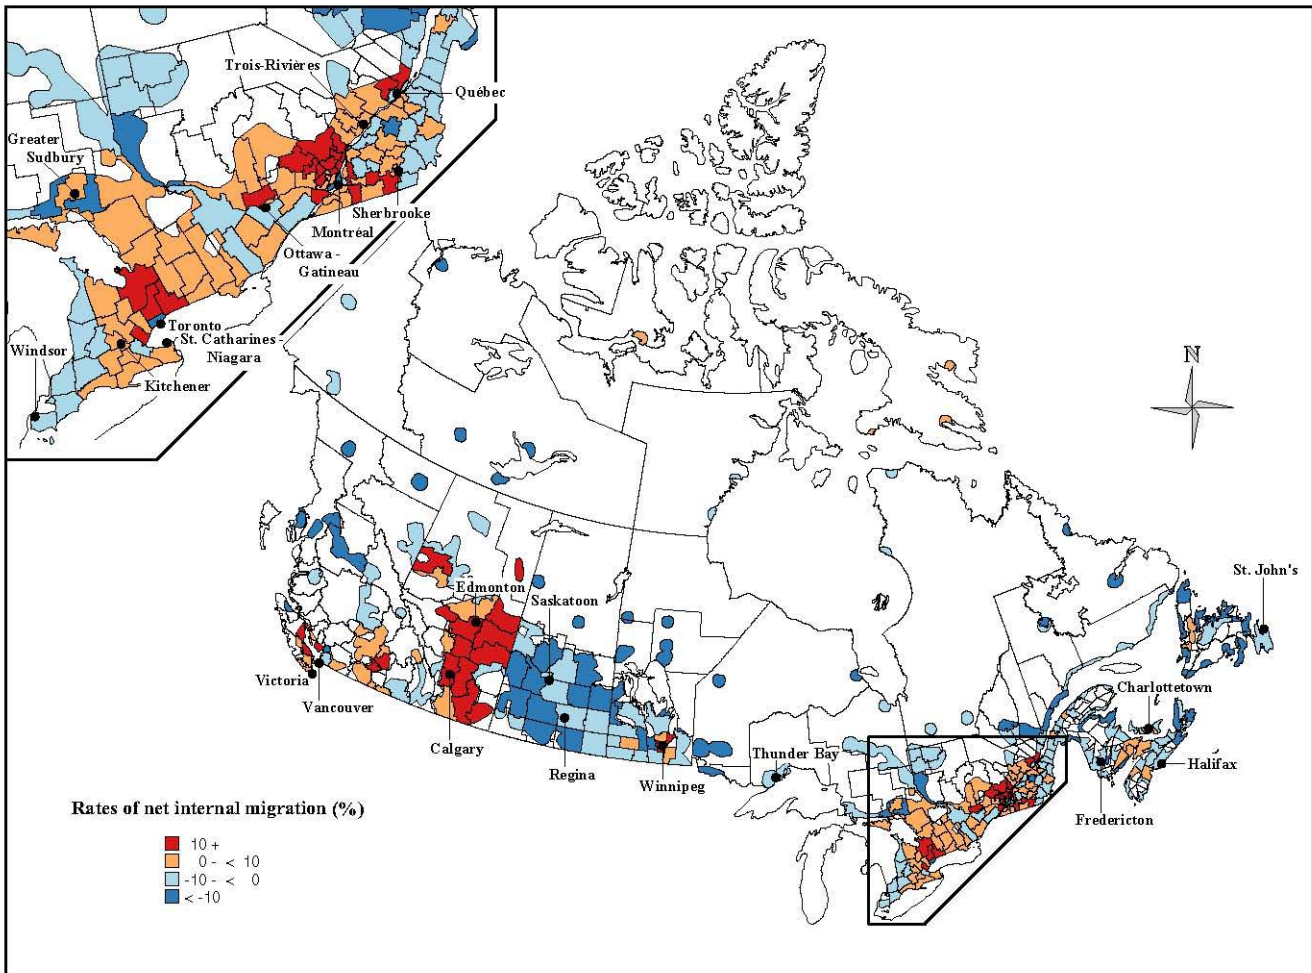 Trois-Rivières
Québec
Greater
Sudbury
Sherbrooke
Montréal
Ottawa -
Gatineau
Toronto
St. Catharines
Niagara
Windsor
Kitchener
N
Edmonton
Saskatoon
St. John's
Victoria
Vancouver
Charlottetown
Calgary
Regina
Winnipeg
Thunder Bay
Halifax
Fredericton
Rates of net internal migration (%)
10 +
0 - < 10
-10 - < 0
< -10